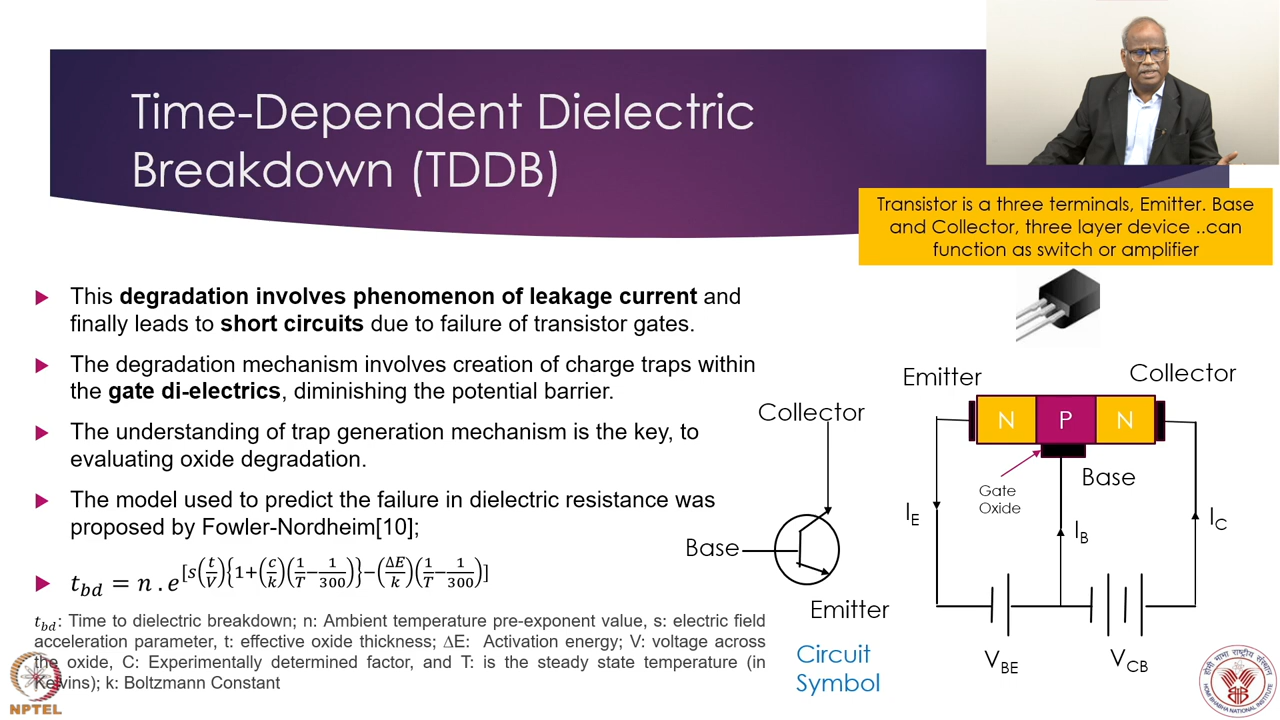 Time-Dependent Dielectric
Breakdown (TDDB)
Transistor is a three terminals, Emitter. Base
and Collector, three layer device ..can
function as switch or amplifier
▶ This degradation involves phenomenon of leakage current and
finally leads to short circuits due to failure of transistor gates.
▶ The degradation mechanism involves creation of charge traps within
the gate di-electrics, diminishing the potential barrier.
▶ The understanding of trap generation mechanism is the key, to
evaluating oxide degradation.
▶ The model used to predict the failure in dielectric resistance was
proposed by Fowler-Nordheim[10];
▶ t_bd = n . e^[s(t/V){1+(c/k)(1/T−1/300)}−(ΔE/k)(1/T−1/300)]
t_bd: Time to dielectric breakdown; n: Ambient temperature pre-exponent value, s: electric field
acceleration parameter, t: effective oxide thickness; ΔE: Activation energy; V: voltage across
the oxide, C: Experimentally determined factor, and T: is the steady state temperature (in
Kelvins); k: Boltzmann Constant
Collector
Base
Emitter
Circuit
Symbol
Emitter
Collector
N P N
Gate
Oxide
Base
I_E
I_B
I_C
V_BE
V_CB
NPTEL
होमी भाभा राष्ट्रीय संस्थान
HOMI BHABHA NATIONAL INSTITUTE